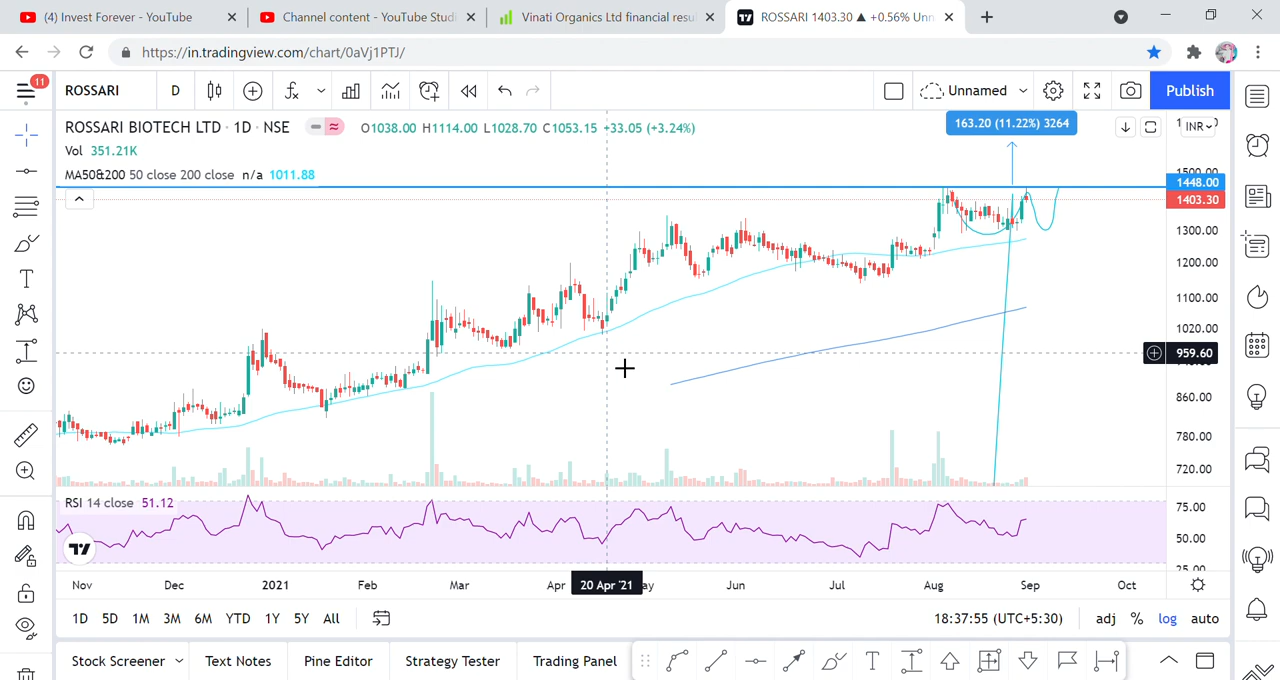 (4) Invest Forever - YouTube
Channel content - YouTube Studi
Vinati Organics Ltd financial resu
ROSSARI 1403.30 ▲ +0.56% Unn
https://in.tradingview.com/chart/0aVj1PTJ/
11
ROSSARI
D
Unnamed
Publish
ROSSARI BIOTECH LTD · 1D · NSE
O1038.00 H1114.00 L1028.70 C1053.15 +33.05 (+3.24%)
163.20 (11.22%) 3264
INR
Vol 351.21K
MA50&200 50 close 200 close n/a 1011.88
1500.00
1448.00
1403.30
1300.00
1200.00
1100.00
1020.00
959.60
860.00
780.00
720.00
RSI 14 close 51.12
75.00
50.00
25.00
Nov Dec 2021 Feb Mar Apr 20 Apr '21 Jun Jul Aug Sep Oct
1D 5D 1M 3M 6M YTD 1Y 5Y All
18:37:55 (UTC+5:30)
adj % log auto
Stock Screener Text Notes Pine Editor Strategy Tester Trading Panel